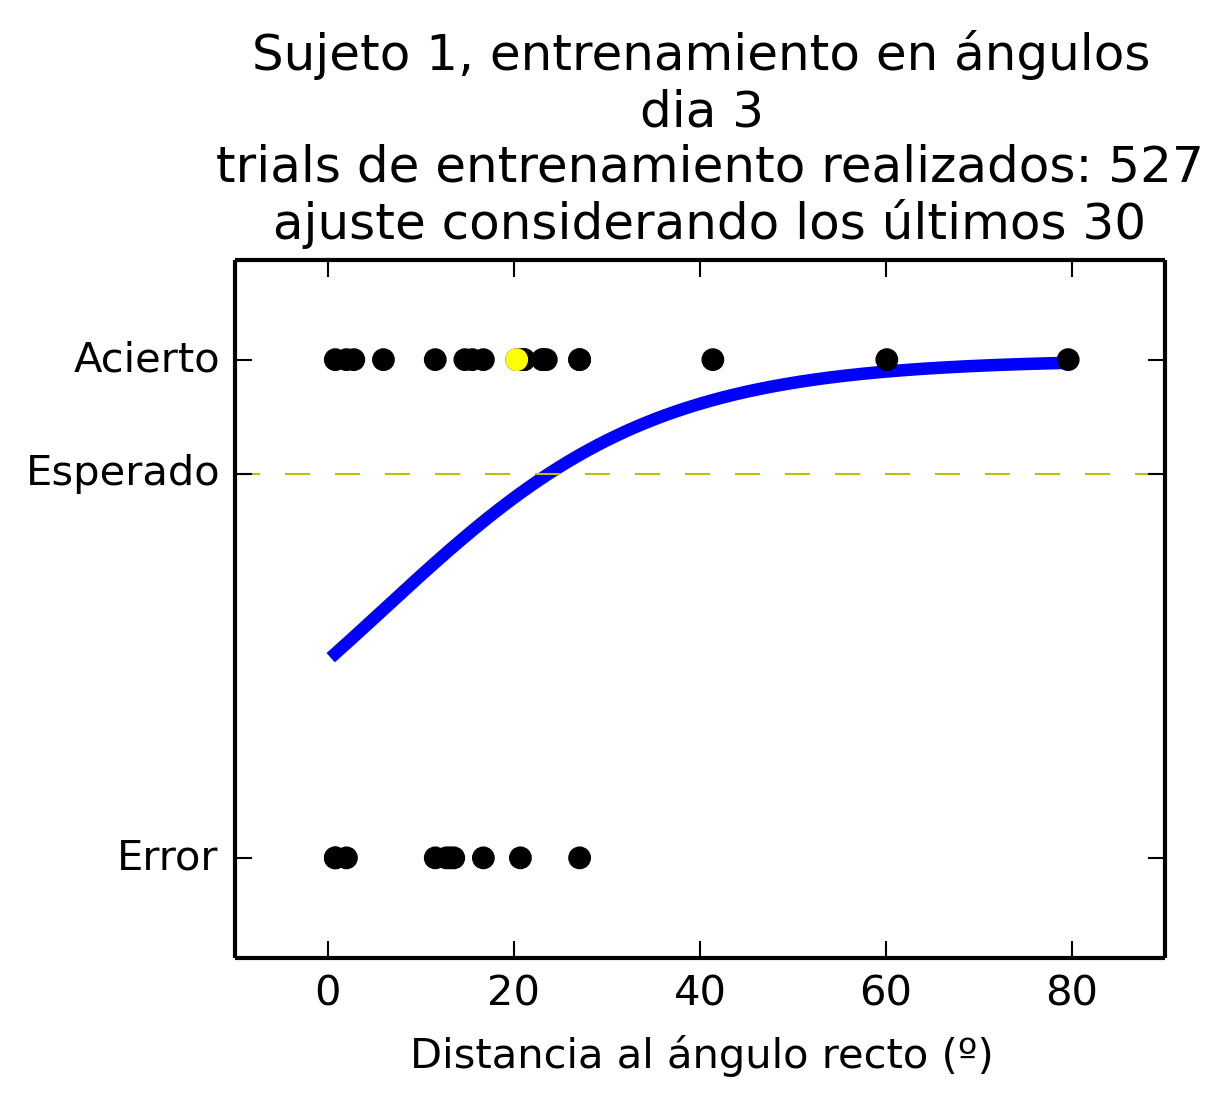 Sujeto 1, entrenamiento en ángulos
dia 3
trials de entrenamiento realizados: 527
ajuste considerando los últimos 30
Acierto
Esperado
Error
0 20 40 60 80
Distancia al ángulo recto (º)